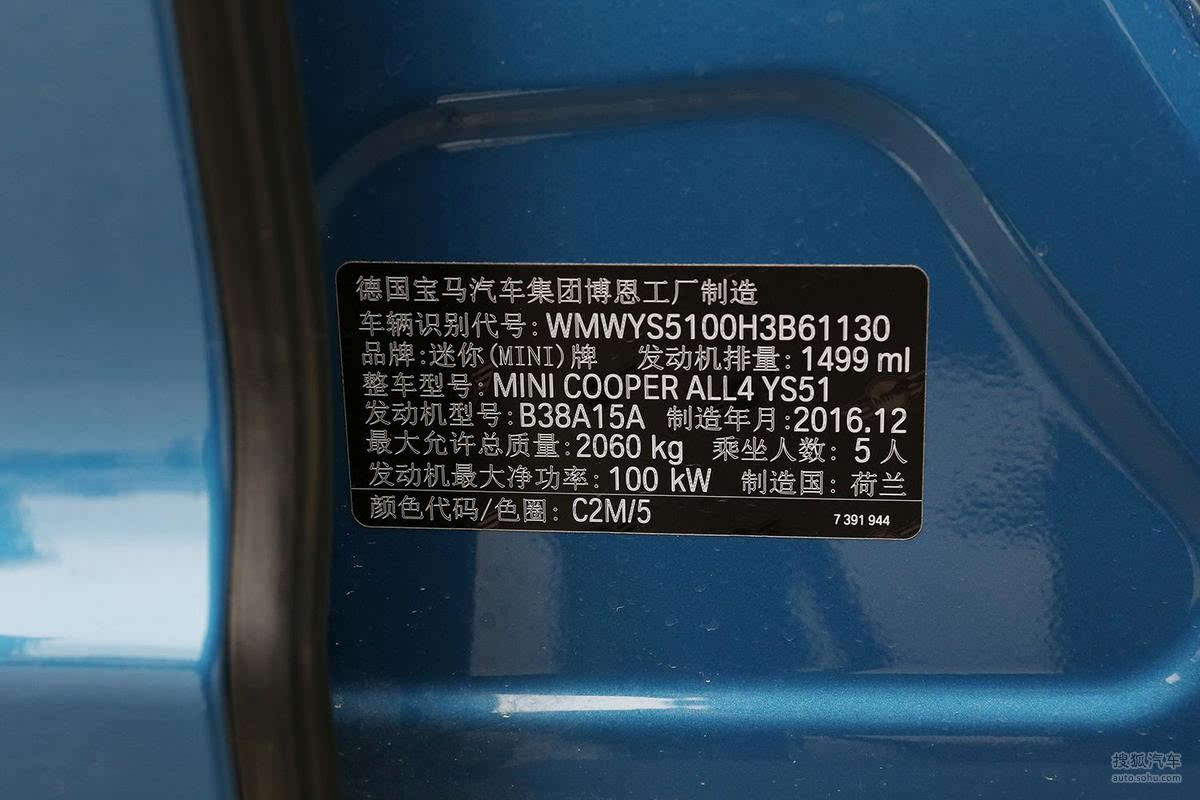 德国宝马汽车集团博恩工厂制造
车辆识别代号: WMWYS5100H3B61130
品牌:迷你(MINI)牌 发动机排量: 1499 ml
整车型号: MINI COOPER ALL4 YS51
发动机型号: B38A15A 制造年月:2016.12
最大允许总质量: 2060 kg 乘坐人数: 5 人
发动机最大净功率: 100 kW 制造国: 荷兰
颜色代码/色圈: C2M/5 7 391 944
搜狐汽车
auto.sohu.com